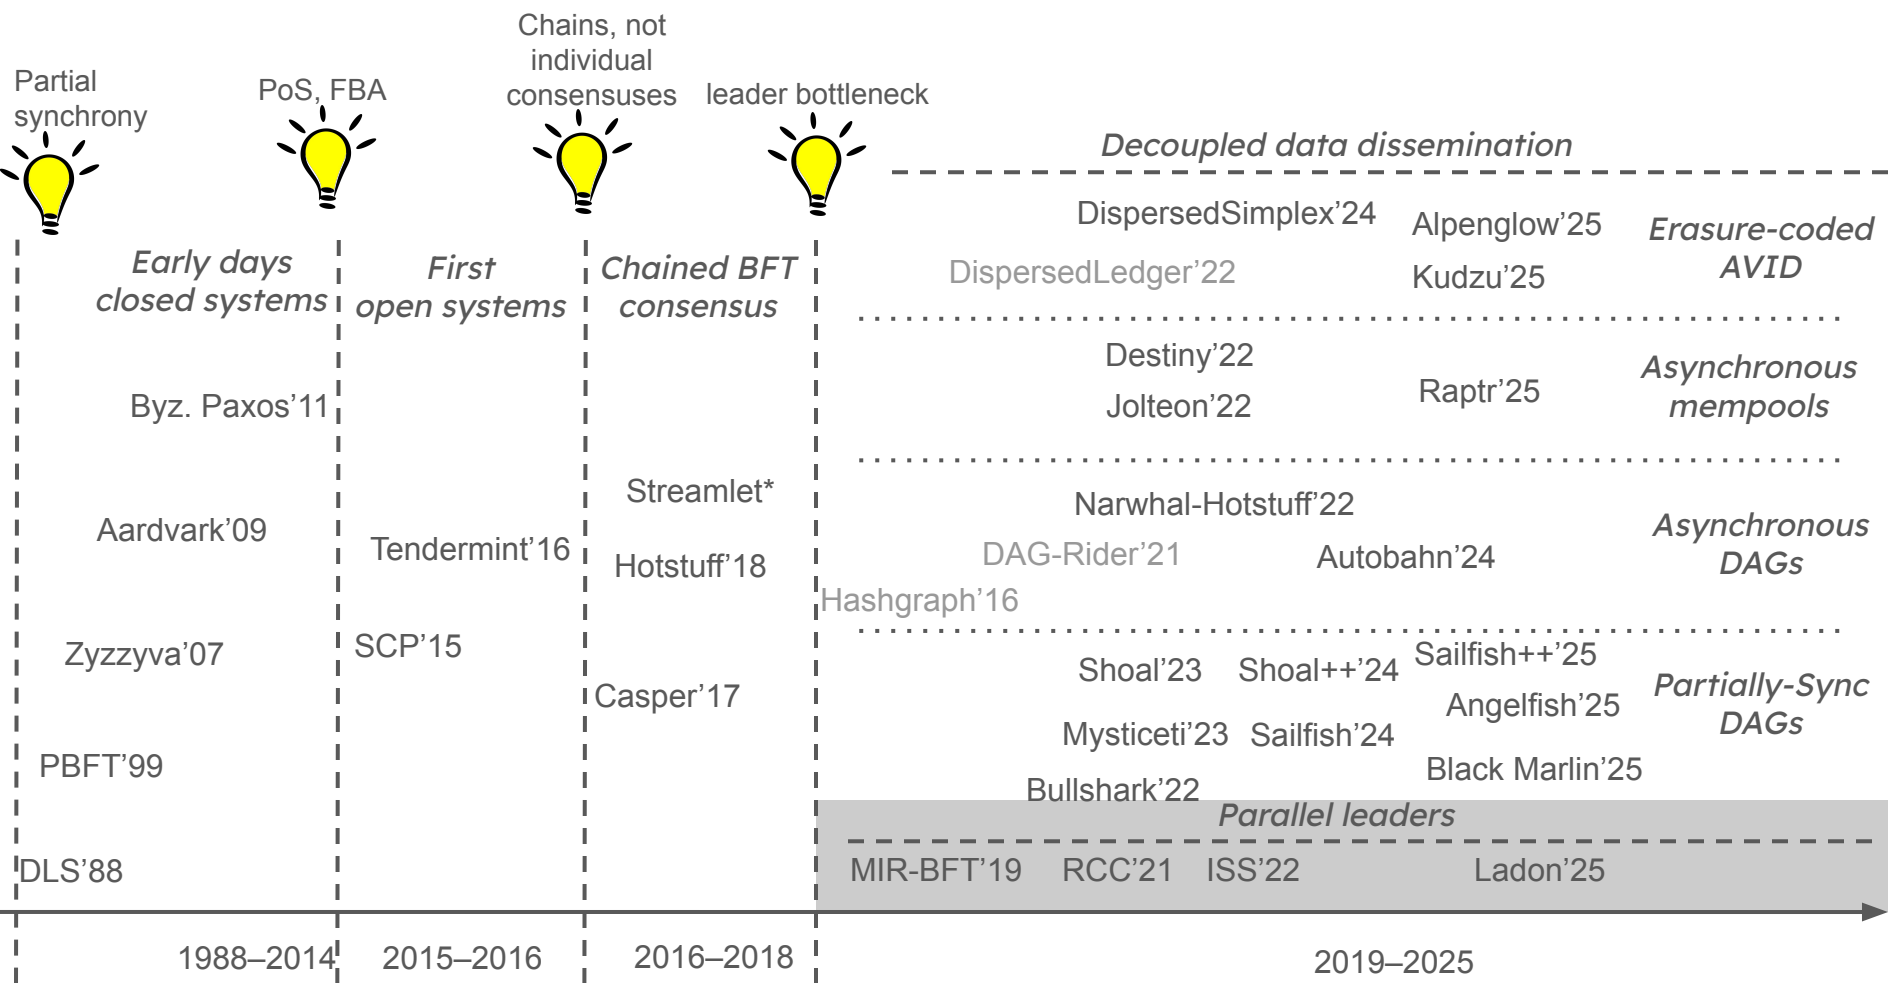 Partial
synchrony
PoS, FBA
Chains, not
individual
consensuses
leader bottleneck
Early days
closed systems
First
open systems
Chained BFT
consensus
Decoupled data dissemination
DispersedSimplex’24
Alpenglow’25
DispersedLedger’22
Kudzu’25
Erasure-coded
AVID
Destiny’22
Jolteon’22
Raptr’25
Asynchronous
mempools
Narwhal-Hotstuff’22
DAG-Rider’21
Autobahn’24
Hashgraph’16
Asynchronous
DAGs
Shoal’23
Shoal++’24
Sailfish++’25
Angelfish’25
Mysticeti’23
Sailfish’24
Black Marlin’25
Bullshark’22
Partially-Sync
DAGs
Parallel leaders
MIR-BFT’19
RCC’21
ISS’22
Ladon’25
Byz. Paxos’11
Aardvark’09
Zyzzyva’07
PBFT’99
DLS’88
Tendermint’16
SCP’15
Streamlet*
Hotstuff’18
Casper’17
1988–2014
2015–2016
2016–2018
2019–2025